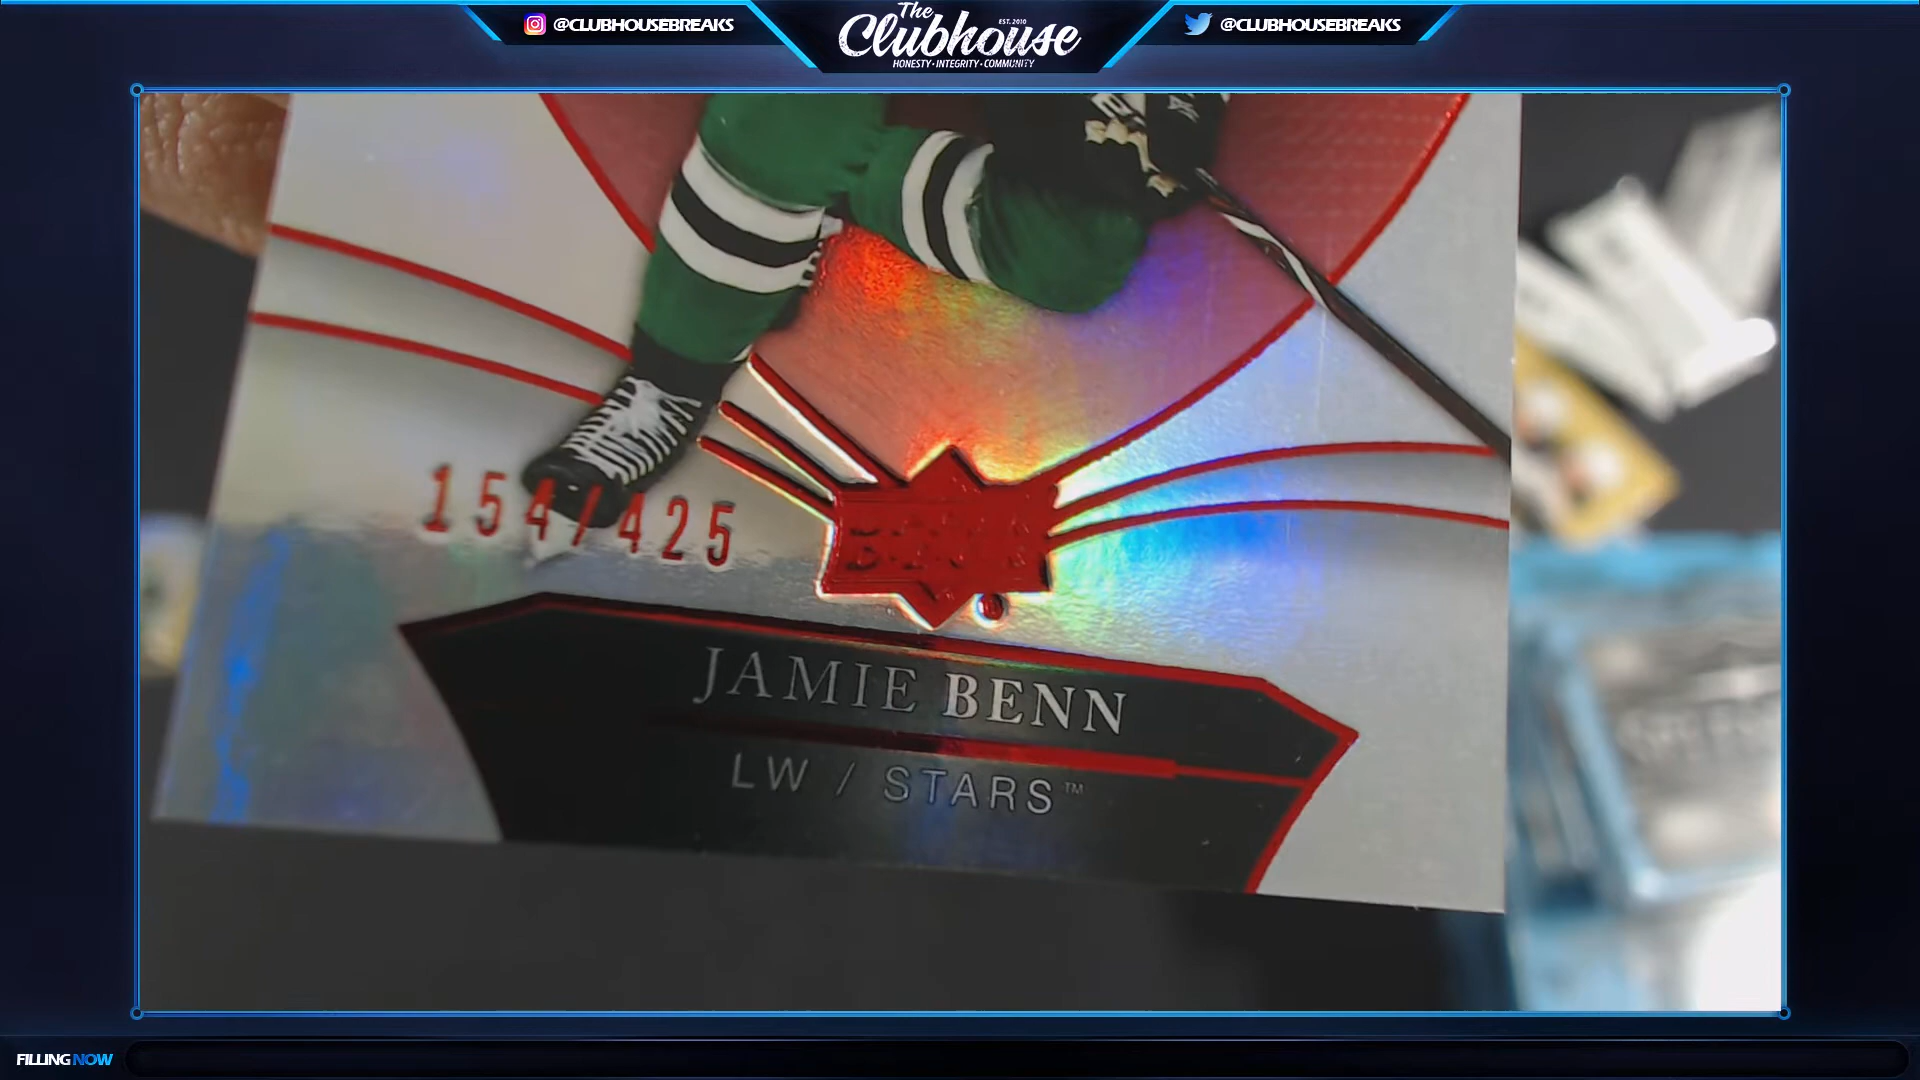 @CLUBHOUSEBREAKS
The
Clubhouse
EST. 2010
HONESTY • INTEGRITY • COMMUNITY
@CLUBHOUSEBREAKS
154/425
JAMIE BENN
LW / STARS™
FILLING NOW